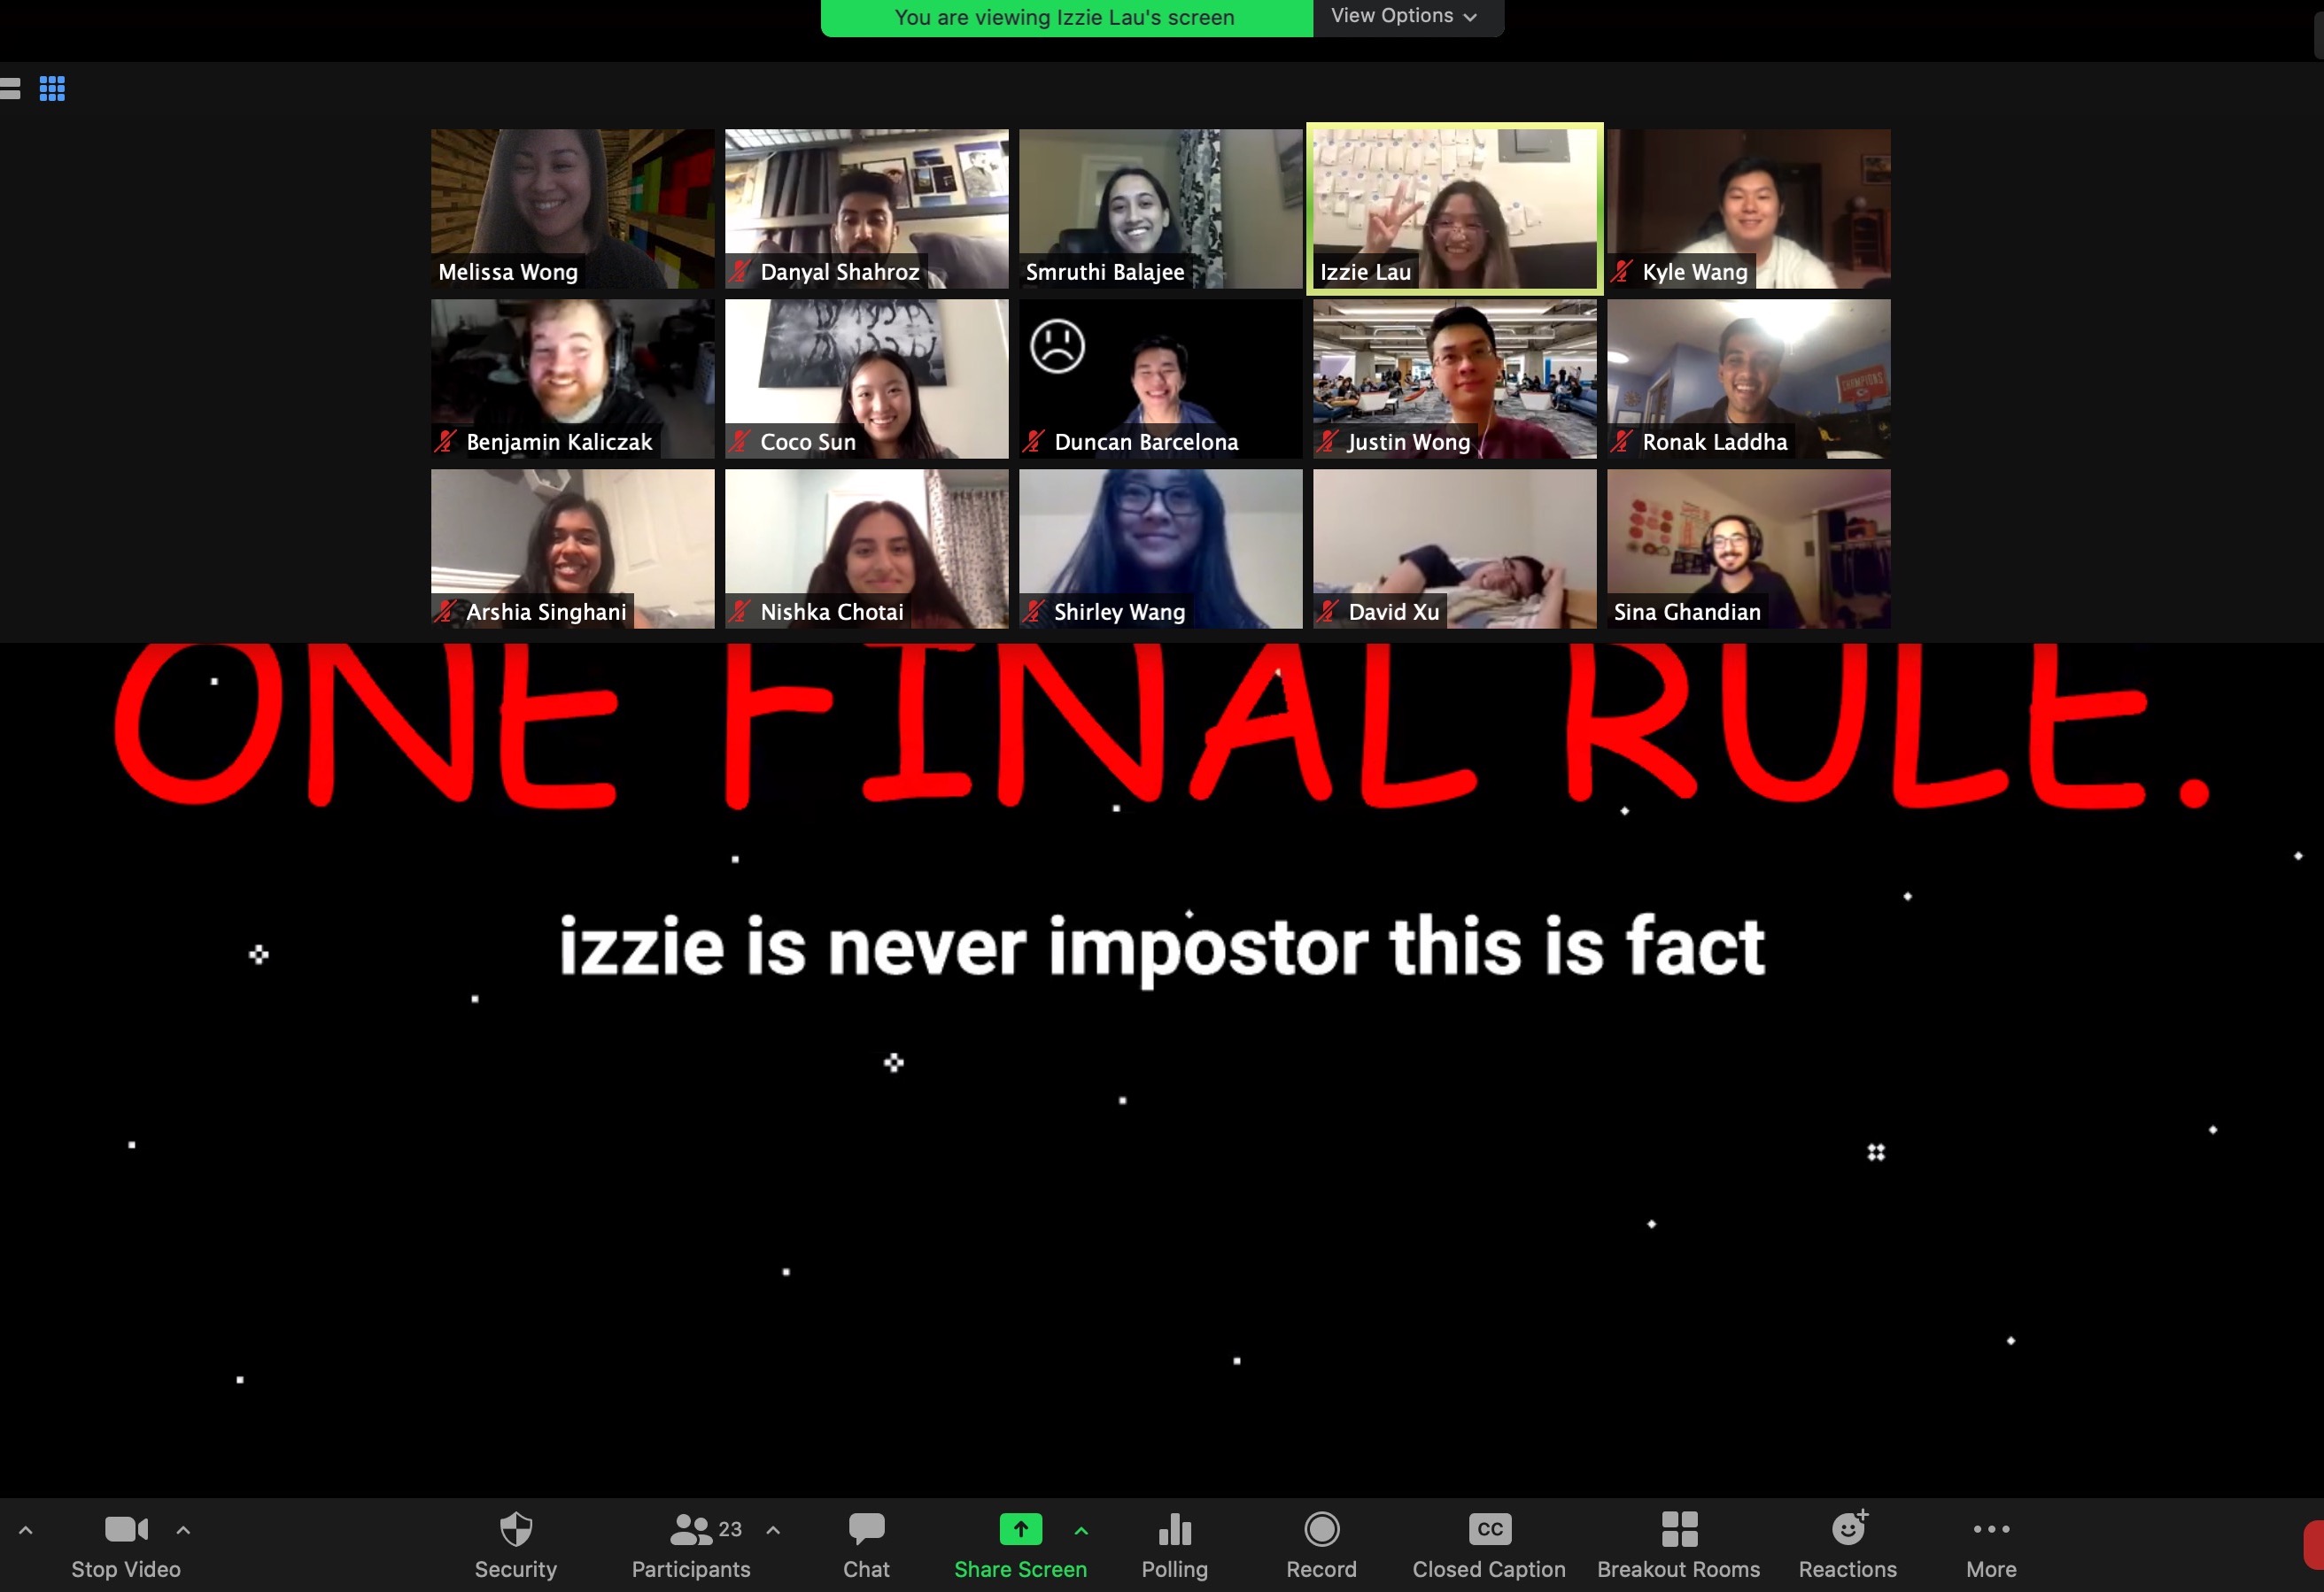 You are viewing Izzie Lau's screen
View Options
Melissa Wong
Danyal Shahroz
Smruthi Balajee
Izzie Lau
Kyle Wang
Benjamin Kaliczak
Coco Sun
Duncan Barcelona
Justin Wong
CHAMPIONS
Ronak Laddha
Arshia Singhani
Nishka Chotai
Shirley Wang
David Xu
Sina Ghandian
ONE FINAL RULE.
izzie is never impostor this is fact
23
CC
Stop Video
Security
Participants
Chat
Share Screen
Polling
Record
Closed Caption
Breakout Rooms
Reactions
More